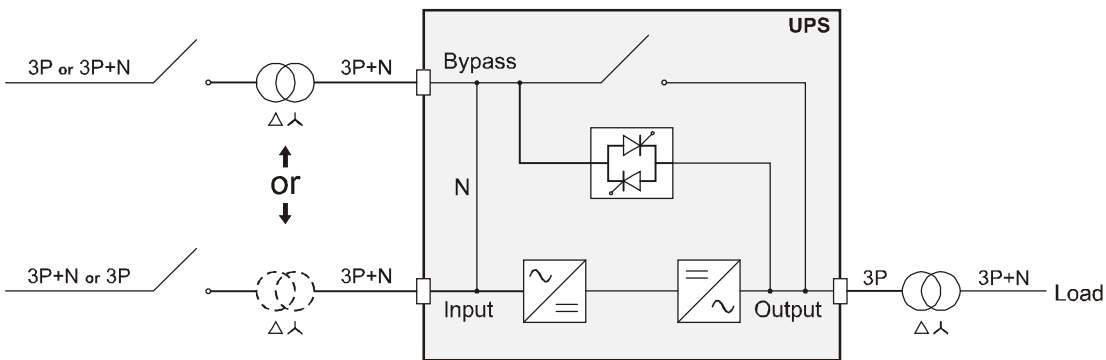 UPS
3P or 3P+N
3P+N
Bypass
or
N
3P+N or 3P
3P+N
Input
Output
3P
3P+N
Load